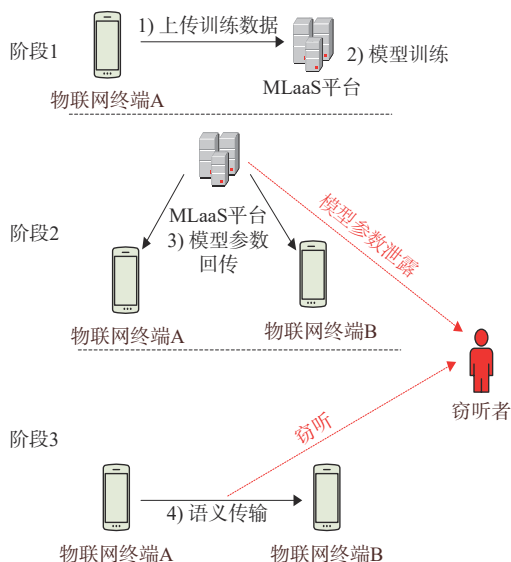 阶段1
1) 上传训练数据
2) 模型训练
MLaaS平台
物联网终端A
阶段2
MLaaS平台
3) 模型参数
回传
模型参数泄露
物联网终端A
物联网终端B
窃听者
阶段3
窃听
4) 语义传输
物联网终端A
物联网终端B